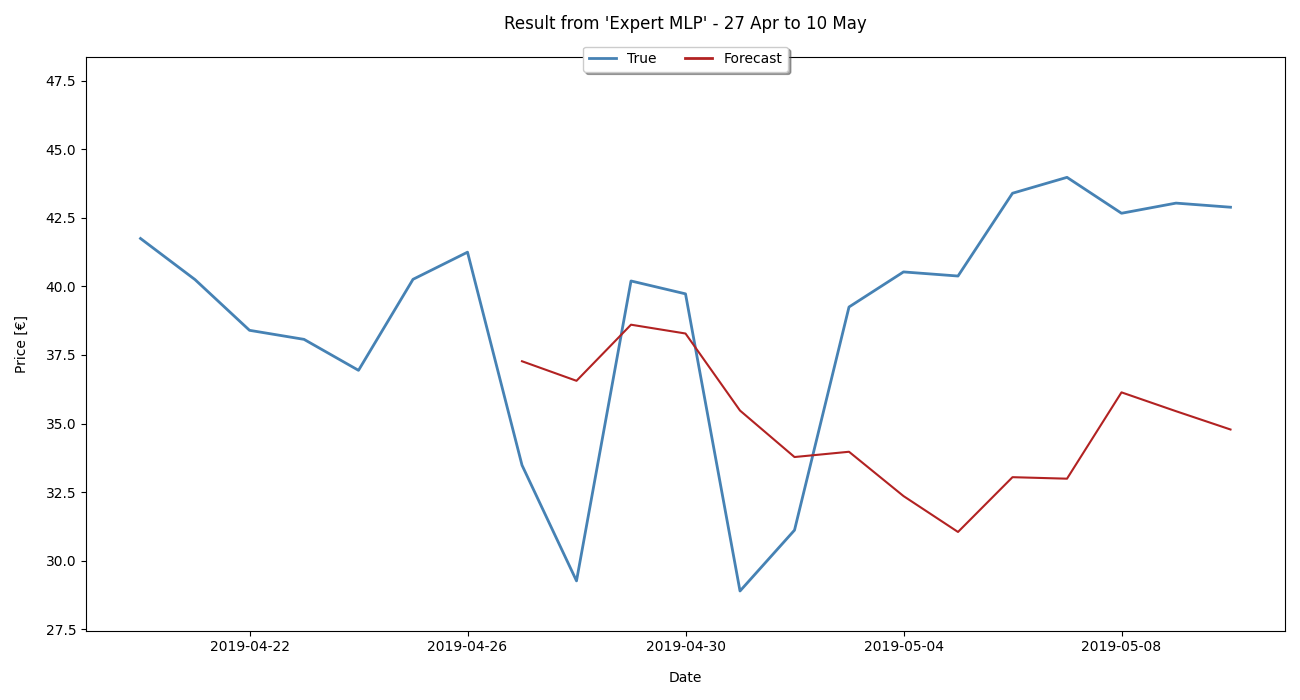 Result from 'Expert MLP' - 27 Apr to 10 May
True Forecast
47.5
45.0
42.5
40.0
37.5
35.0
32.5
30.0
27.5
Price [€]
2019-04-22 2019-04-26 2019-04-30 2019-05-04 2019-05-08
Date